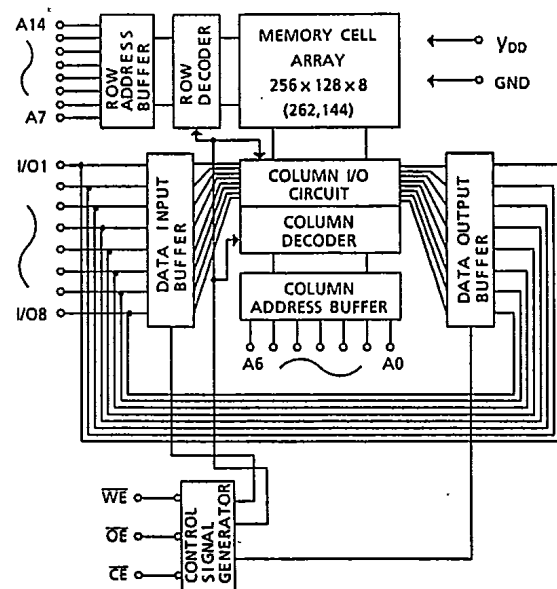 A14
A7
ROW
ADDRESS
BUFFER
ROW
DECODER
MEMORY CELL
ARRAY
256 x 128 x 8
(262,144)
VDD
GND
I/O1
I/O8
DATA INPUT
BUFFER
COLUMN I/O
CIRCUIT
COLUMN
DECODER
COLUMN
ADDRESS BUFFER
A6
A0
DATA OUTPUT
BUFFER
WE
OE
CE
CONTROL
SIGNAL
GENERATOR